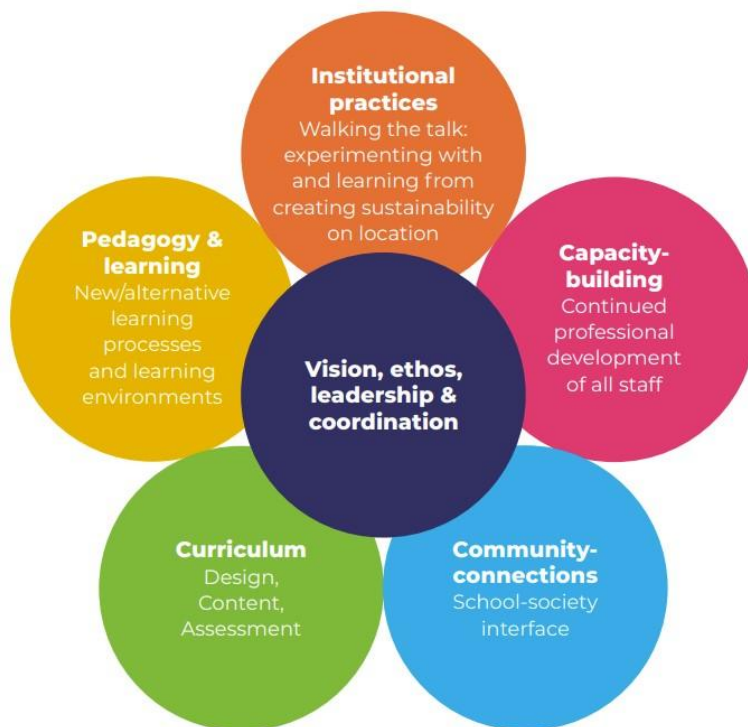 Institutional
practices
Walking the talk:
experimenting with
and learning from
creating sustainability
on location
Pedagogy &
learning
New/alternative
learning
processes
and learning
environments
Capacity-
building
Continued
professional
development
of all staff
Vision, ethos,
leadership &
coordination
Curriculum
Design,
Content,
Assessment
Community-
connections
School-society
interface